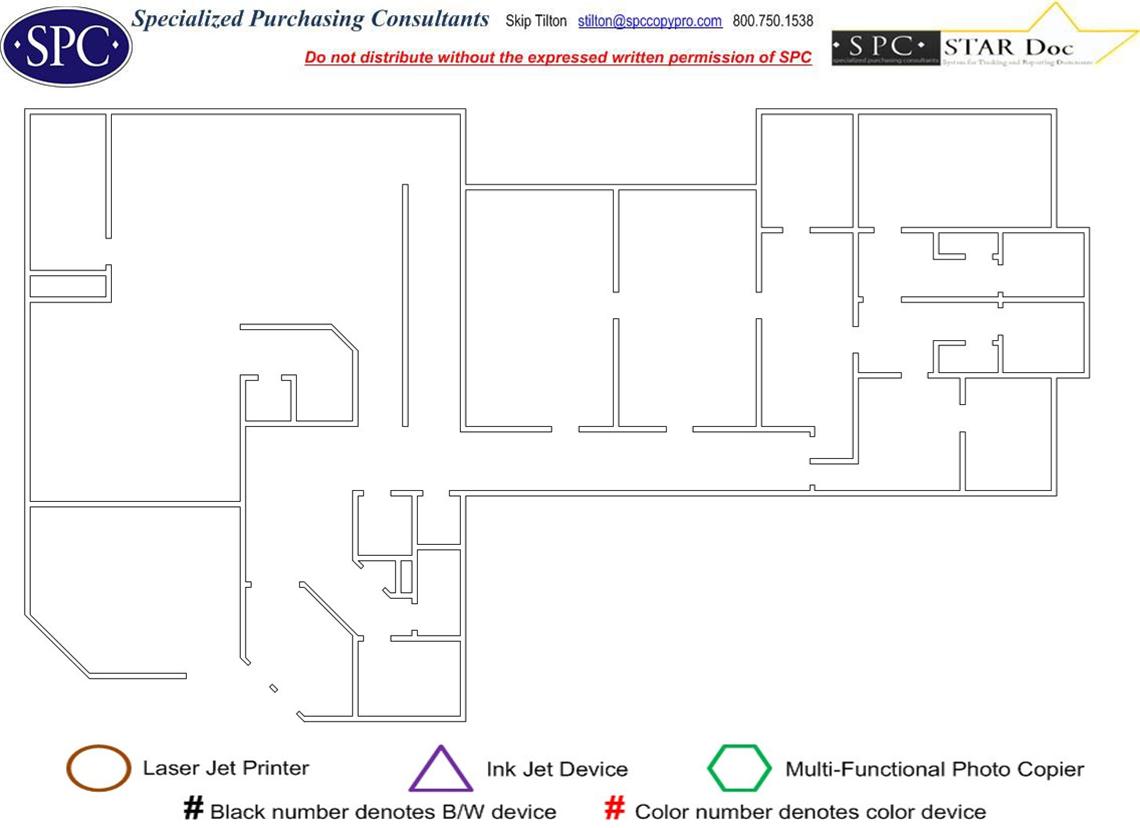 ·SPC· Specialized Purchasing Consultants Skip Tilton stilton@spccopypro.com 800.750.1538
Do not distribute without the expressed written permission of SPC
·SPC· STAR Doc
specialized purchasing consultants System for Tracking and Reporting Documents
Laser Jet Printer Ink Jet Device Multi-Functional Photo Copier
# Black number denotes B/W device # Color number denotes color device